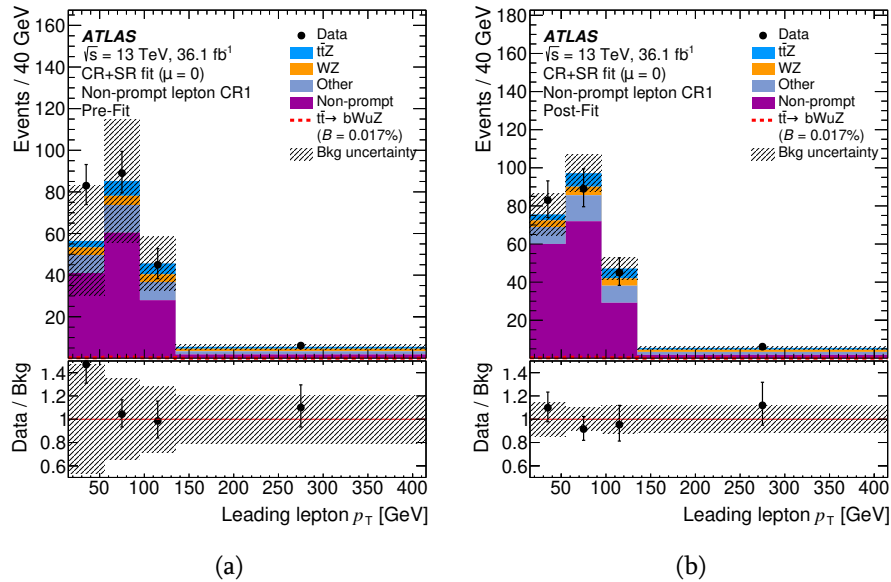 Events / 40 GeV
160
140
120
100
80
60
40
20
ATLAS
√s = 13 TeV, 36.1 fb⁻¹
CR+SR fit (μ = 0)
Non-prompt lepton CR1
Pre-Fit
Data
tt̄Z
WZ
Other
Non-prompt
tt̄→ bWuZ
(B = 0.017%)
Bkg uncertainty
Data / Bkg
1.4
1.2
1
0.8
0.6
50 100 150 200 250 300 350 400
Leading lepton p_T [GeV]
(a)
Events / 40 GeV
180
160
140
120
100
80
60
40
20
ATLAS
√s = 13 TeV, 36.1 fb⁻¹
CR+SR fit (μ = 0)
Non-prompt lepton CR1
Post-Fit
Data
tt̄Z
WZ
Other
Non-prompt
tt̄→ bWuZ
(B = 0.017%)
Bkg uncertainty
Data / Bkg
1.4
1.2
1
0.8
0.6
50 100 150 200 250 300 350 400
Leading lepton p_T [GeV]
(b)